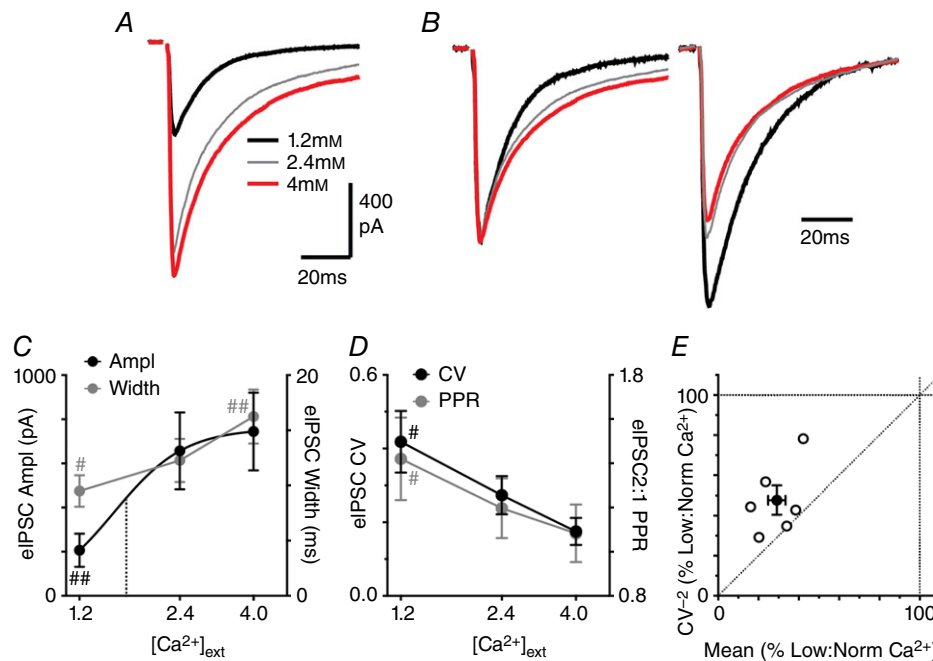 A
B
1.2mM
2.4mM
4mM
400
pA
20ms
20ms
C
Ampl
Width
1000
0
eIPSC Ampl (pA)
20
0
eIPSC Width (ms)
#
##
##
1.2
2.4
4.0
[Ca²⁺]ext
D
CV
PPR
0.6
0.0
eIPSC CV
1.8
0.8
eIPSC2:1 PPR
#
#
1.2
2.4
4.0
[Ca²⁺]ext
E
100
0
CV⁻² (% Low:Norm Ca²⁺)
0
100
Mean (% Low:Norm Ca²⁺)